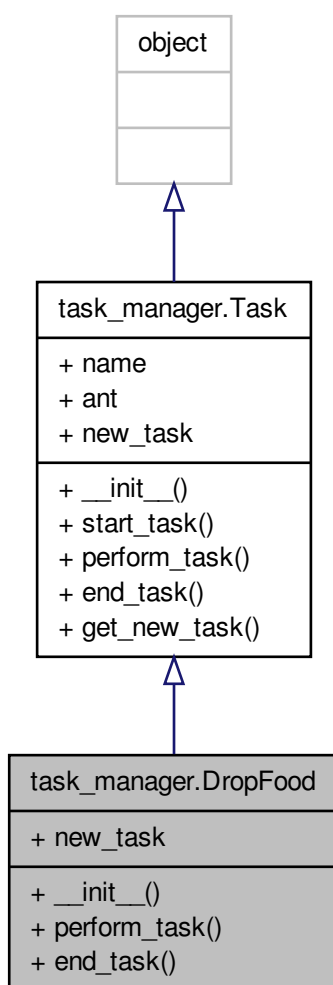 object
task_manager.Task
+ name
+ ant
+ new_task
+ __init__()
+ start_task()
+ perform_task()
+ end_task()
+ get_new_task()
task_manager.DropFood
+ new_task
+ __init__()
+ perform_task()
+ end_task()